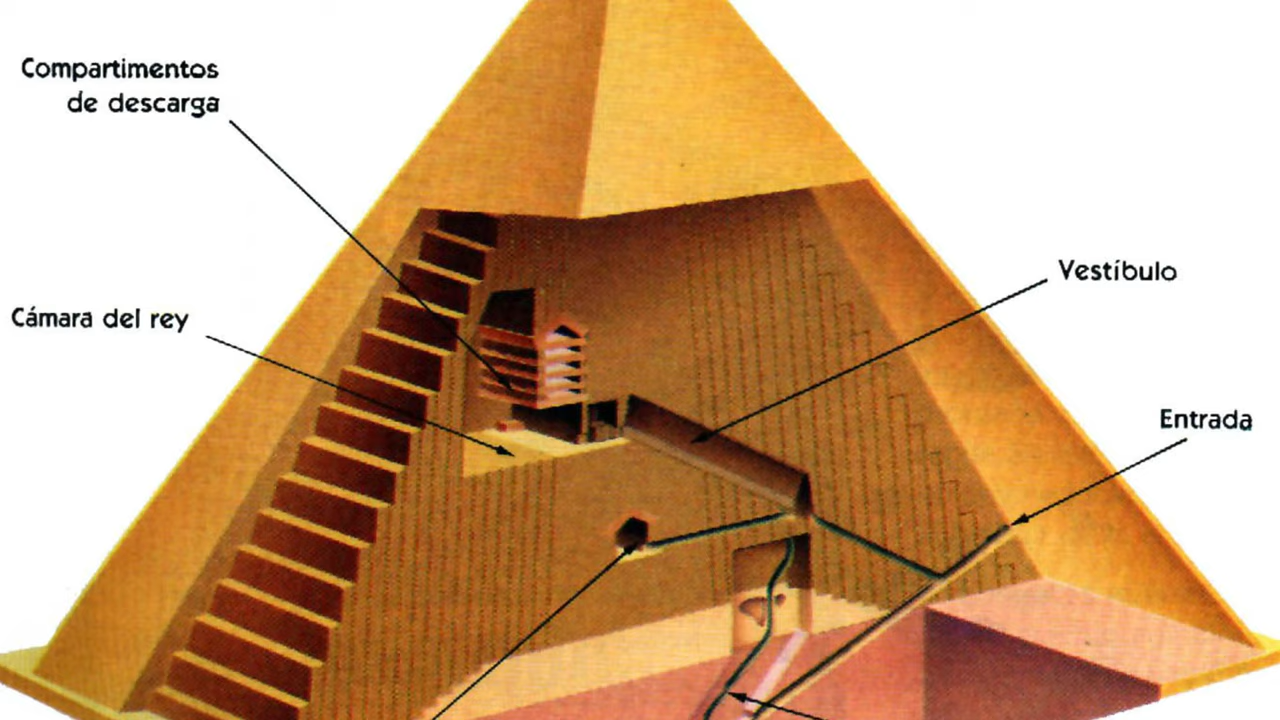 Compartimentos
de descarga
Vestíbulo
Cámara del rey
Entrada